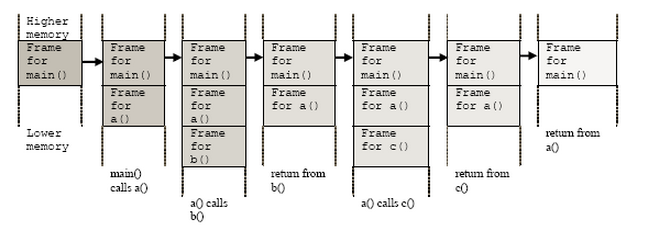 Higher
memory
Frame
for
main()
Lower
memory
Frame
for
main()
Frame
for
a()
main()
calls a()
Frame
for
main()
Frame
for
a()
Frame
for
b()
a() calls
b()
Frame
for
main()
Frame
for a()
return from
b()
Frame
for
main()
Frame
for a()
Frame
for c()
a() calls c()
Frame
for
main()
Frame
for a()
return from
c()
Frame
for
main()
return from
a()